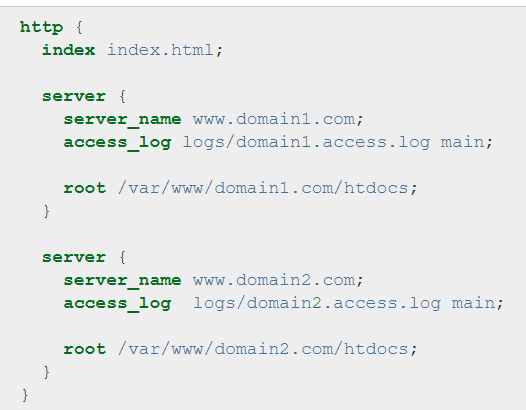 http {
  index index.html;

  server {
    server_name www.domain1.com;
    access_log logs/domain1.access.log main;

    root /var/www/domain1.com/htdocs;
  }

  server {
    server_name www.domain2.com;
    access_log  logs/domain2.access.log main;

    root /var/www/domain2.com/htdocs;
  }
}